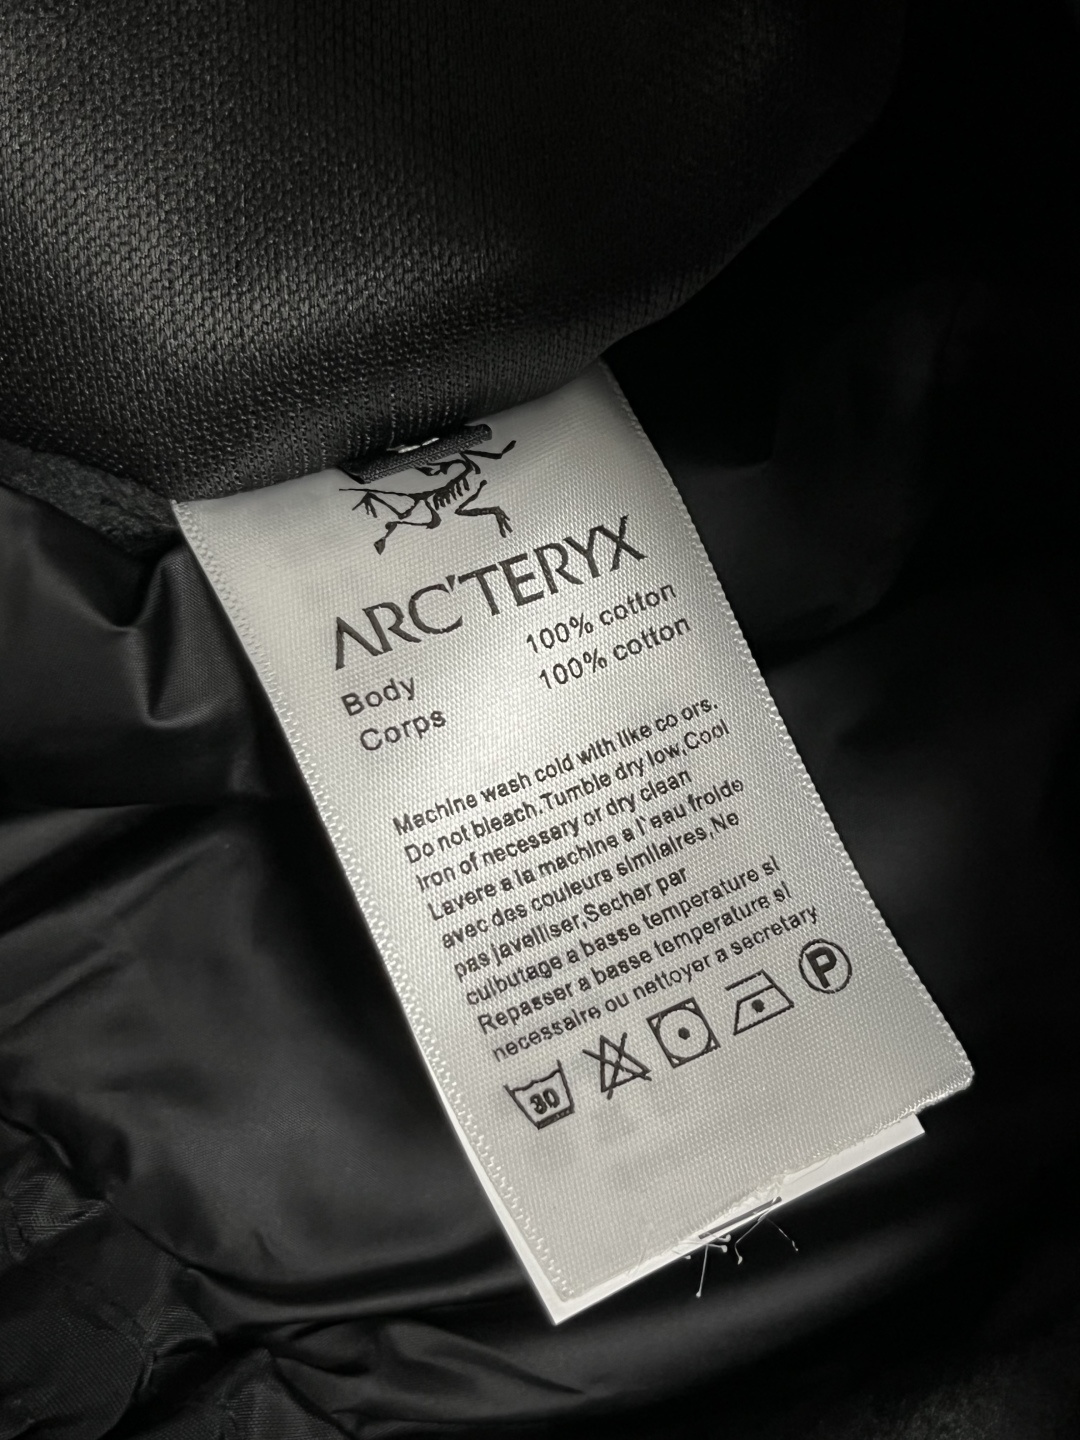 ARC'TERYX
Body 100% cotton
Corps 100% cotton
Machine wash cold with like co ors.
Do not bleach,Tumble dry low,Cool
Iron of necessary or dry clean
Lavere a la machine a l'eau froide
avec des couleurs similaires,Ne
pas javelliser,Secher par
culbutage a basse temperature si
Repasser a basse temperature si
necessaire ou nettoyer a secretary
30 P